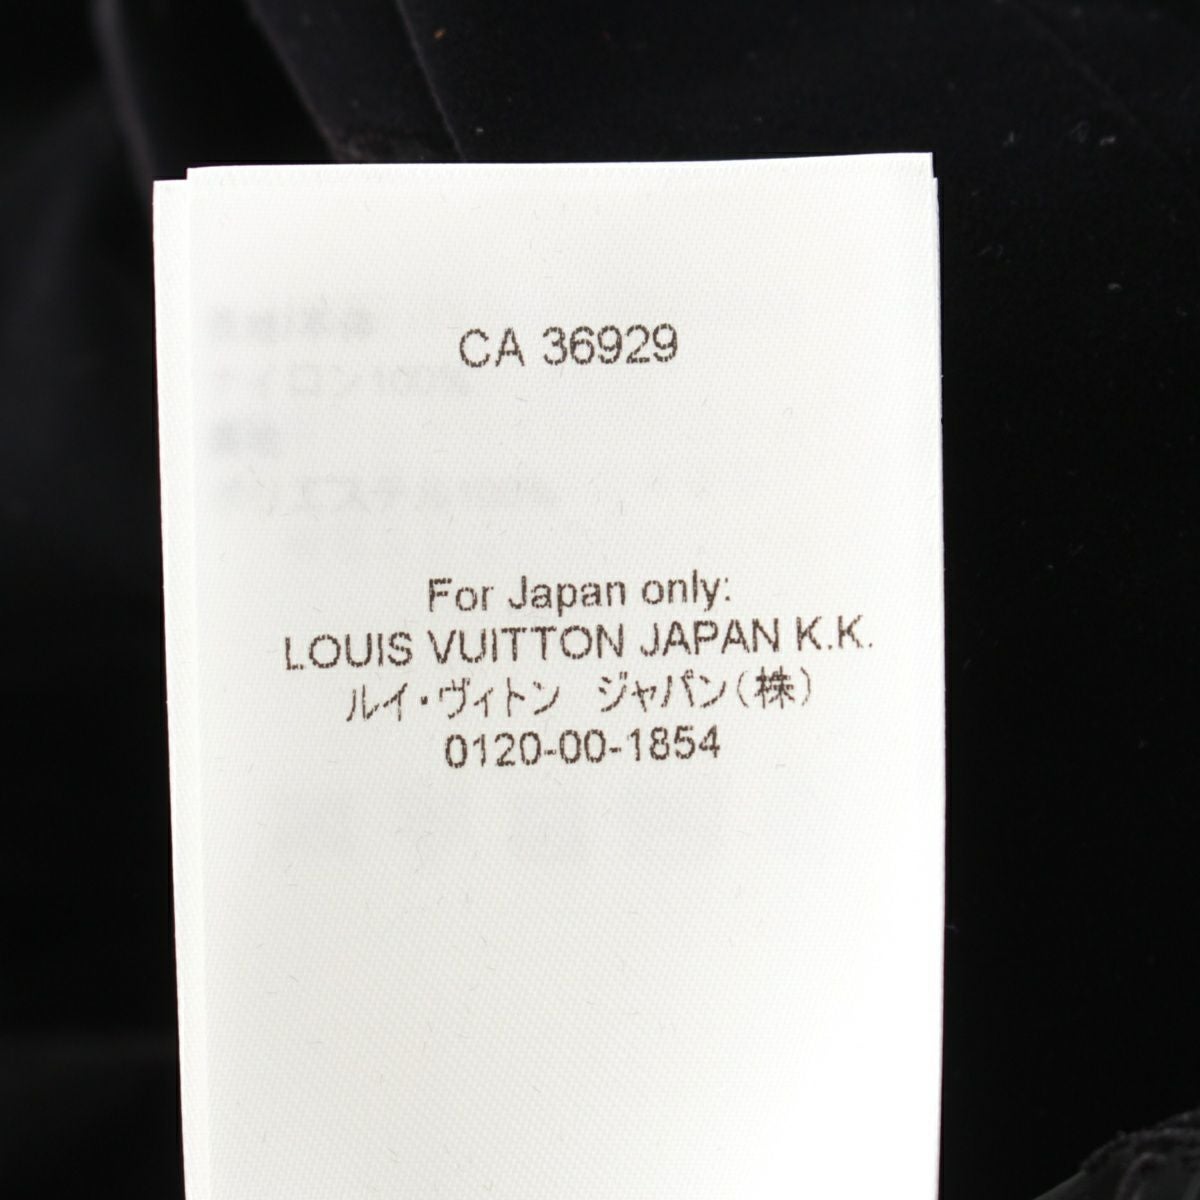 CA 36929
For Japan only:
LOUIS VUITTON JAPAN K.K.
ルイ・ヴィトン ジャパン(株)
0120-00-1854